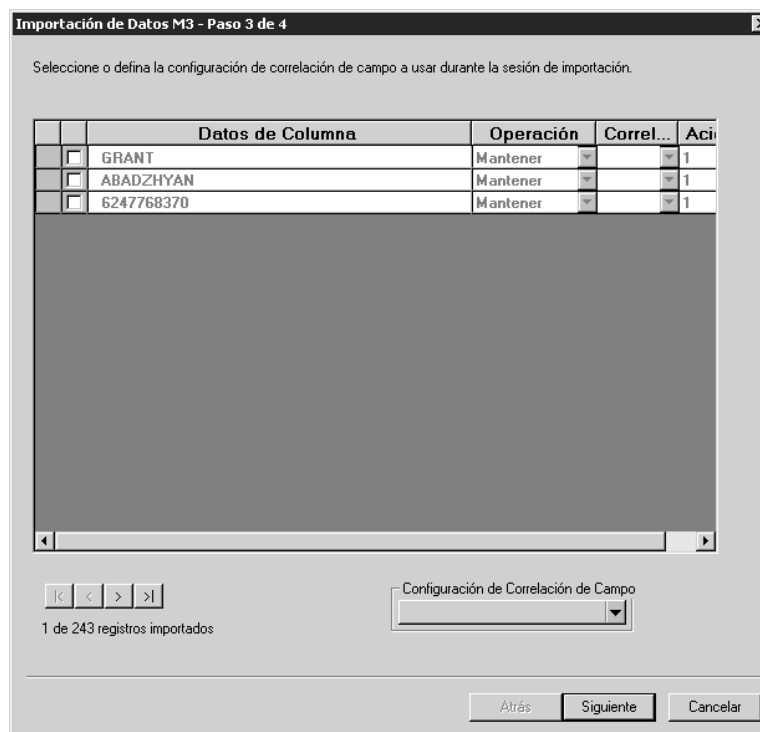 Importación de Datos M3 - Paso 3 de 4
Seleccione o defina la configuración de correlación de campo a usar durante la sesión de importación.
Datos de Columna Operación Correl... Aci
GRANT Mantener 1
ABADZHYAN Mantener 1
6247768370 Mantener 1
Configuración de Correlación de Campo
1 de 243 registros importados
Atrás Siguiente Cancelar